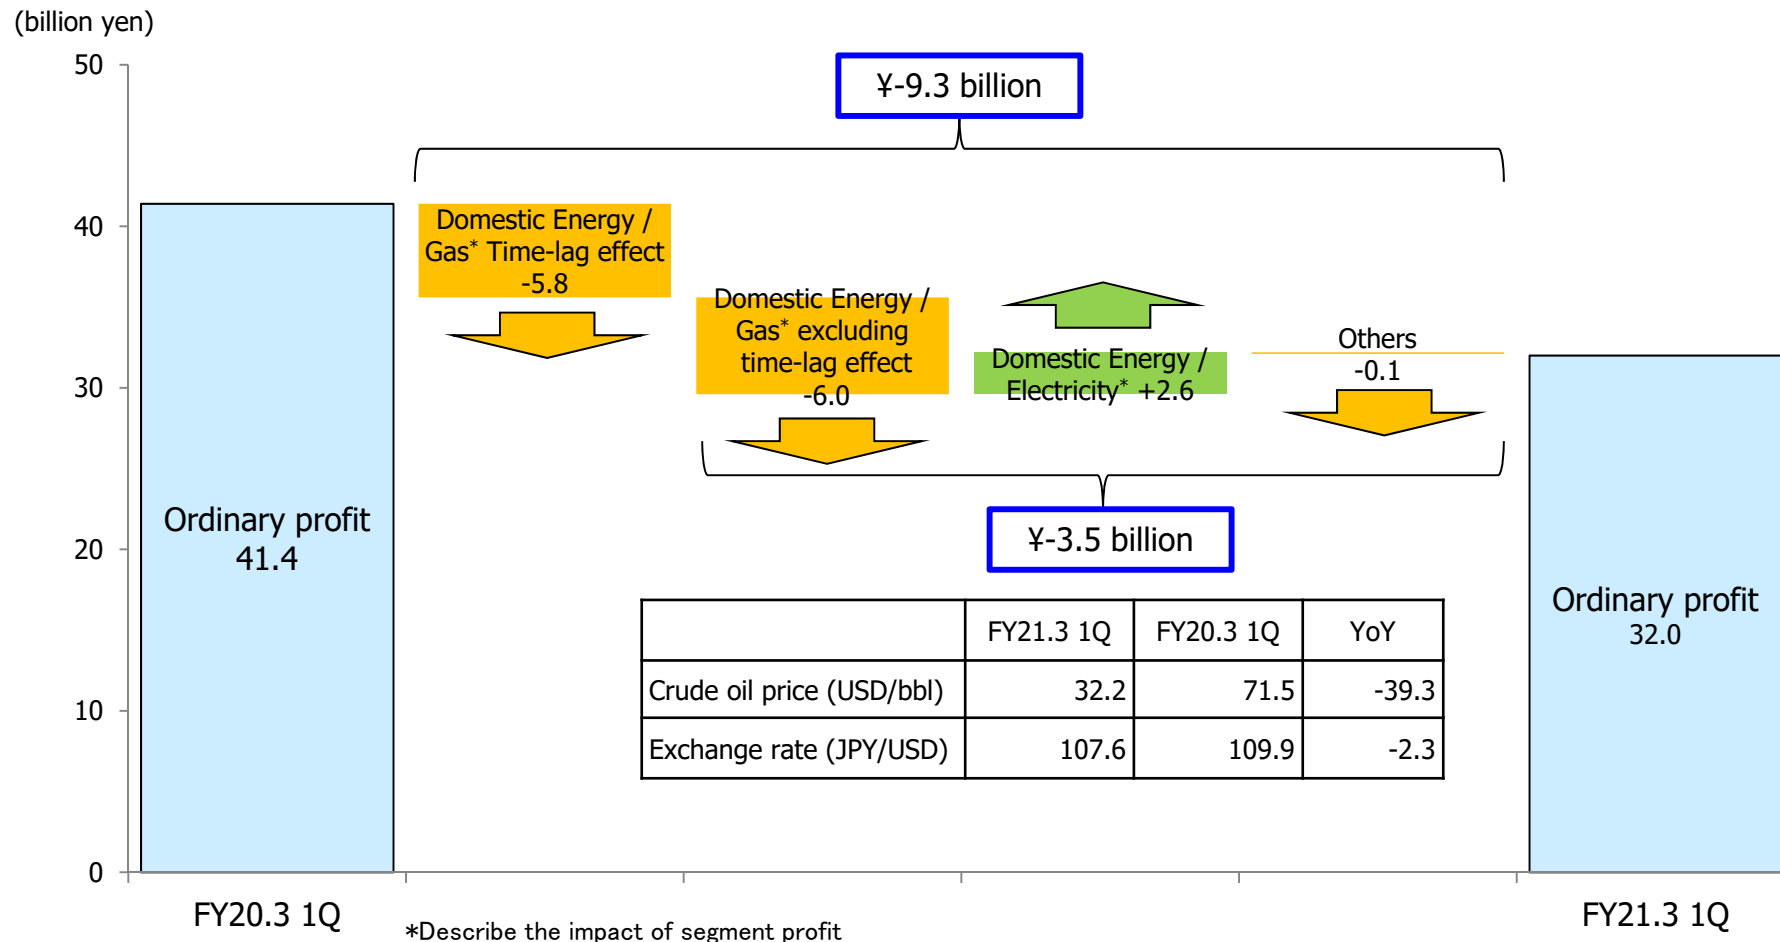 (billion yen)
50
40
30
20
10
0
¥-9.3 billion
Domestic Energy /
Gas* Time-lag effect
-5.8
Domestic Energy /
Gas* excluding
time-lag effect
-6.0
Domestic Energy /
Electricity* +2.6
Others
-0.1
¥-3.5 billion
Ordinary profit
41.4
Ordinary profit
32.0
FY21.3 1Q FY20.3 1Q YoY
Crude oil price (USD/bbl) 32.2 71.5 -39.3
Exchange rate (JPY/USD) 107.6 109.9 -2.3
FY20.3 1Q
FY21.3 1Q
*Describe the impact of segment profit